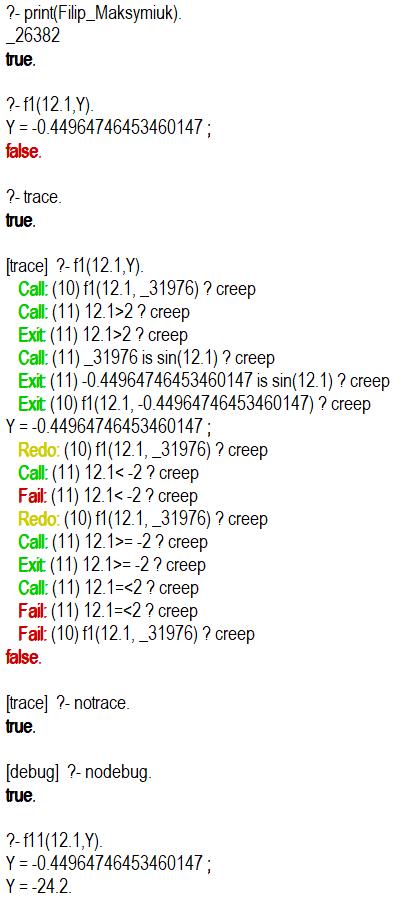 ?- print(Filip_Maksymiuk).
_26382
true.
?- f1(12.1,Y).
Y = -0.44964746453460147 ;
false.
?- trace.
true.
[trace]  ?- f1(12.1,Y).
Call: (10) f1(12.1, _31976) ? creep
Call: (11) 12.1>2 ? creep
Exit: (11) 12.1>2 ? creep
Call: (11) _31976 is sin(12.1) ? creep
Exit: (11) -0.44964746453460147 is sin(12.1) ? creep
Exit: (10) f1(12.1, -0.44964746453460147) ? creep
Y = -0.44964746453460147 ;
Redo: (10) f1(12.1, _31976) ? creep
Call: (11) 12.1< -2 ? creep
Fail: (11) 12.1< -2 ? creep
Redo: (10) f1(12.1, _31976) ? creep
Call: (11) 12.1>= -2 ? creep
Exit: (11) 12.1>= -2 ? creep
Call: (11) 12.1=<2 ? creep
Fail: (11) 12.1=<2 ? creep
Fail: (10) f1(12.1, _31976) ? creep
false.
[trace]  ?- notrace.
true.
[debug]  ?- nodebug.
true.
?- f11(12.1,Y).
Y = -0.44964746453460147 ;
Y = -24.2.